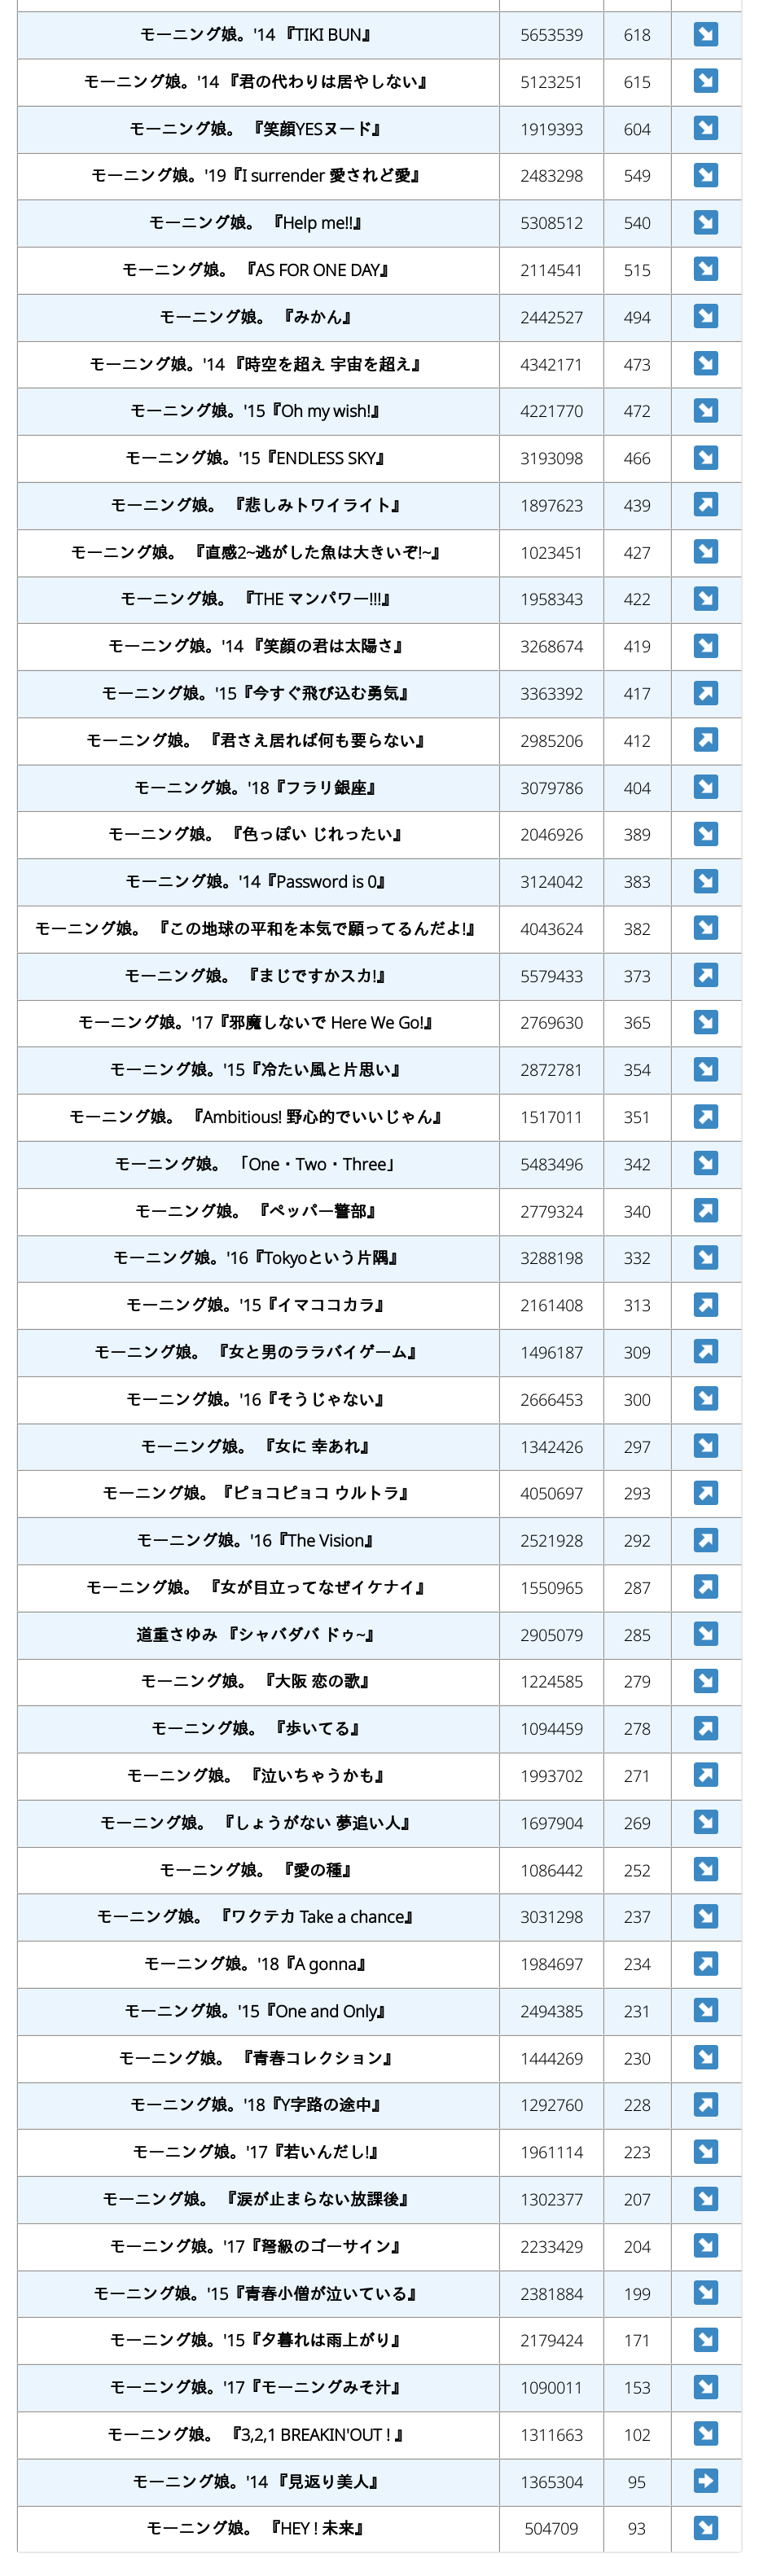 モーニング娘。'14 『TIKI BUN』 5653539 618
モーニング娘。'14 『君の代わりは居やしない』 5123251 615
モーニング娘。 『笑顔YESヌード』 1919393 604
モーニング娘。'19『I surrender 愛されど愛』 2483298 549
モーニング娘。 『Help me!!』 5308512 540
モーニング娘。 『AS FOR ONE DAY』 2114541 515
モーニング娘。 『みかん』 2442527 494
モーニング娘。'14 『時空を超え 宇宙を超え』 4342171 473
モーニング娘。'15『Oh my wish!』 4221770 472
モーニング娘。'15『ENDLESS SKY』 3193098 466
モーニング娘。 『悲しみトワイライト』 1897623 439
モーニング娘。 『直感2~逃がした魚は大きいぞ!~』 1023451 427
モーニング娘。 『THE マンパワー!!!』 1958343 422
モーニング娘。'14 『笑顔の君は太陽さ』 3268674 419
モーニング娘。'15『今すぐ飛び込む勇気』 3363392 417
モーニング娘。 『君さえ居れば何も要らない』 2985206 412
モーニング娘。'18『フラリ銀座』 3079786 404
モーニング娘。 『色っぽい じれったい』 2046926 389
モーニング娘。'14『Password is 0』 3124042 383
モーニング娘。 『この地球の平和を本気で願ってるんだよ!』 4043624 382
モーニング娘。 『まじですかスカ!』 5579433 373
モーニング娘。'17『邪魔しないで Here We Go!』 2769630 365
モーニング娘。'15『冷たい風と片思い』 2872781 354
モーニング娘。 『Ambitious! 野心的でいいじゃん』 1517011 351
モーニング娘。 「One・Two・Three」 5483496 342
モーニング娘。 『ペッパー警部』 2779324 340
モーニング娘。'16『Tokyoという片隅』 3288198 332
モーニング娘。'15『イマココカラ』 2161408 313
モーニング娘。 『女と男のララバイゲーム』 1496187 309
モーニング娘。'16『そうじゃない』 2666453 300
モーニング娘。 『女に 幸あれ』 1342426 297
モーニング娘。『ピョコピョコ ウルトラ』 4050697 293
モーニング娘。'16『The Vision』 2521928 292
モーニング娘。 『女が目立ってなぜイケナイ』 1550965 287
道重さゆみ 『シャバダバ ドゥ~』 2905079 285
モーニング娘。 『大阪 恋の歌』 1224585 279
モーニング娘。 『歩いてる』 1094459 278
モーニング娘。 『泣いちゃうかも』 1993702 271
モーニング娘。 『しょうがない 夢追い人』 1697904 269
モーニング娘。 『愛の種』 1086442 252
モーニング娘。 『ワクテカ Take a chance』 3031298 237
モーニング娘。'18『A gonna』 1984697 234
モーニング娘。'15『One and Only』 2494385 231
モーニング娘。 『青春コレクション』 1444269 230
モーニング娘。'18『Y字路の途中』 1292760 228
モーニング娘。'17『若いんだし!』 1961114 223
モーニング娘。 『涙が止まらない放課後』 1302377 207
モーニング娘。'17『弩級のゴーサイン』 2233429 204
モーニング娘。'15『青春小僧が泣いている』 2381884 199
モーニング娘。'15『夕暮れは雨上がり』 2179424 171
モーニング娘。'17『モーニングみそ汁』 1090011 153
モーニング娘。 『3,2,1 BREAKIN'OUT ! 』 1311663 102
モーニング娘。'14 『見返り美人』 1365304 95
モーニング娘。 『HEY ! 未来』 504709 93